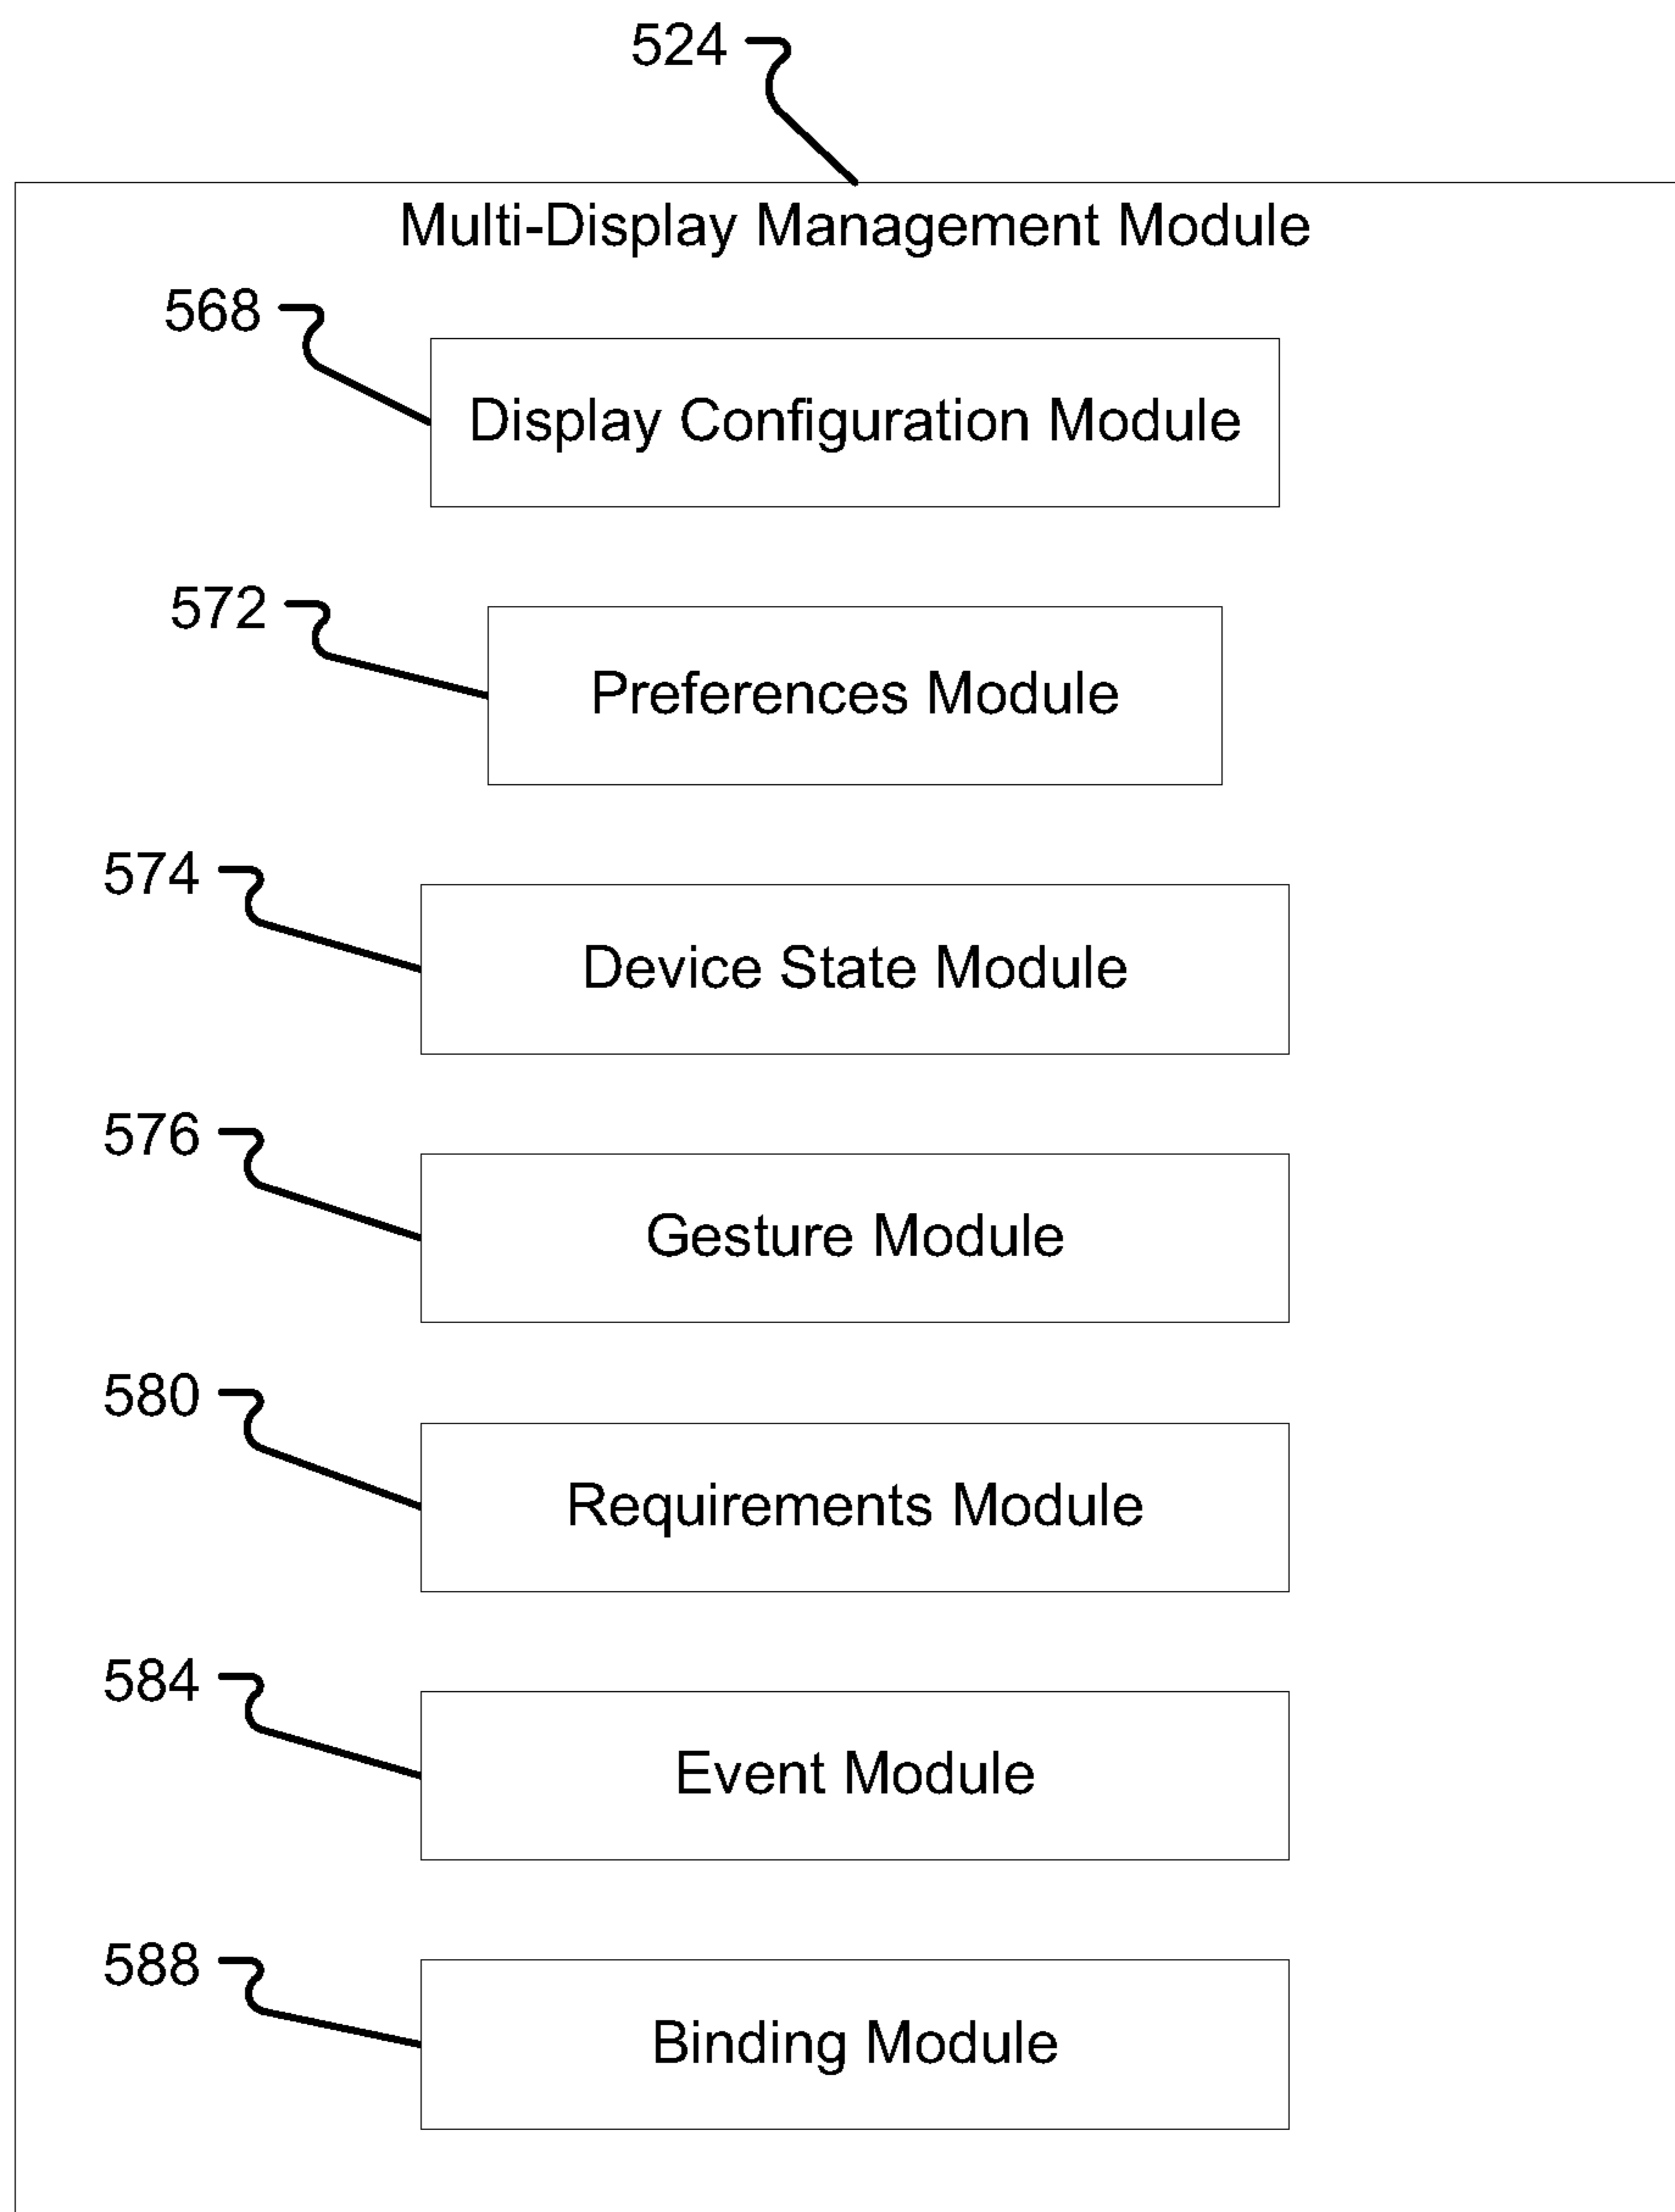 524
Multi-Display Management Module
568
Display Configuration Module
572
Preferences Module
574
Device State Module
576
Gesture Module
580
Requirements Module
584
Event Module
588
Binding Module